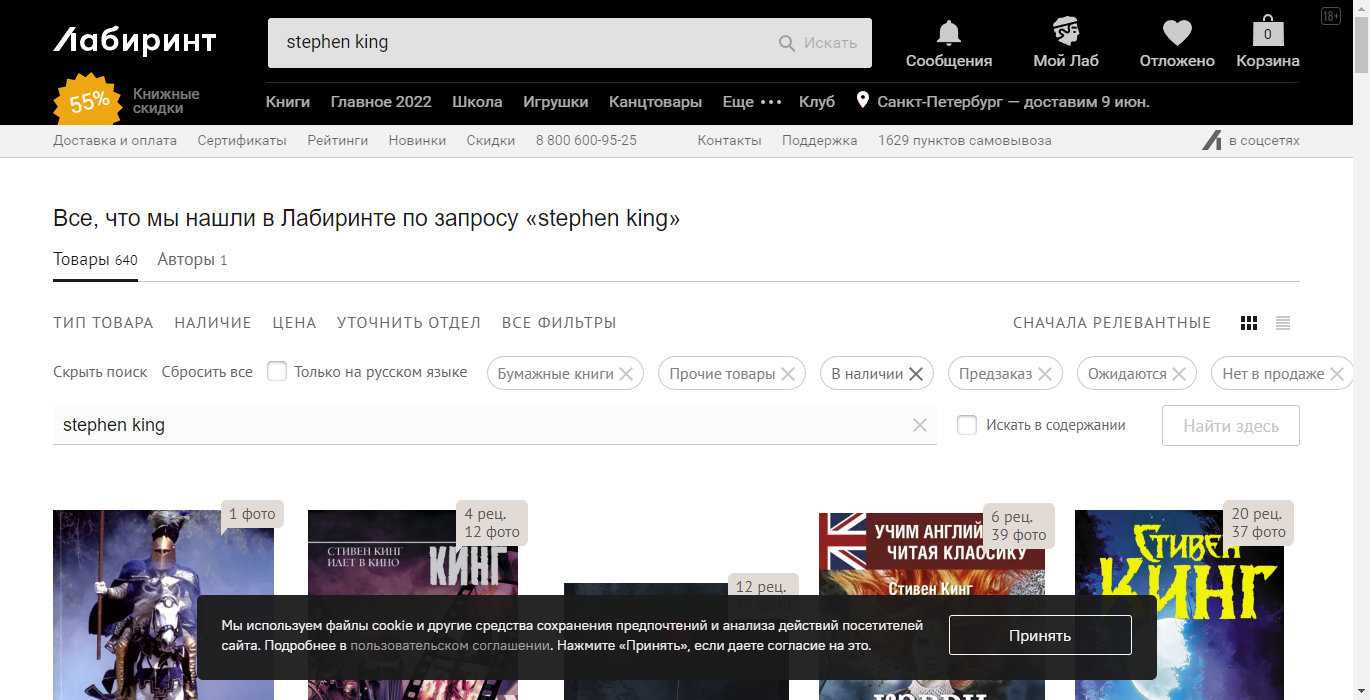 18+
Лабиринт
stephen king
Искать
Сообщения
Мой Лаб
Отложено
0
Корзина
55%
Книжные
скидки
Книги
Главное 2022
Школа
Игрушки
Канцтовары
Еще •••
Клуб
Санкт-Петербург — доставим 9 июн.
Доставка и оплата
Сертификаты
Рейтинги
Новинки
Скидки
8 800 600-95-25
Контакты
Поддержка
1629 пунктов самовывоза
в соцсетях
Все, что мы нашли в Лабиринте по запросу «stephen king»
Товары 640
Авторы 1
ТИП ТОВАРА
НАЛИЧИЕ
ЦЕНА
УТОЧНИТЬ ОТДЕЛ
ВСЕ ФИЛЬТРЫ
СНАЧАЛА РЕЛЕВАНТНЫЕ
Скрыть поиск
Сбросить все
Только на русском языке
Бумажные книги
Прочие товары
В наличии
Предзаказ
Ожидаются
Нет в продаже
stephen king
Искать в содержании
Найти здесь
1 фото
4 рец.
12 фото
СТИВЕН КИНГ
ИДЕТ В КИНО
КИНГ
12 рец.
6 рец.
39 фото
УЧИМ АНГЛИЙ
ЧИТАЯ КЛАССИКУ
Стивен Кинг
20 рец.
37 фото
СТИВЕН
КИНГ
Мы используем файлы cookie и другие средства сохранения предпочтений и анализа действий посетителей
сайта. Подробнее в пользовательском соглашении. Нажмите «Принять», если даете согласие на это.
Принять